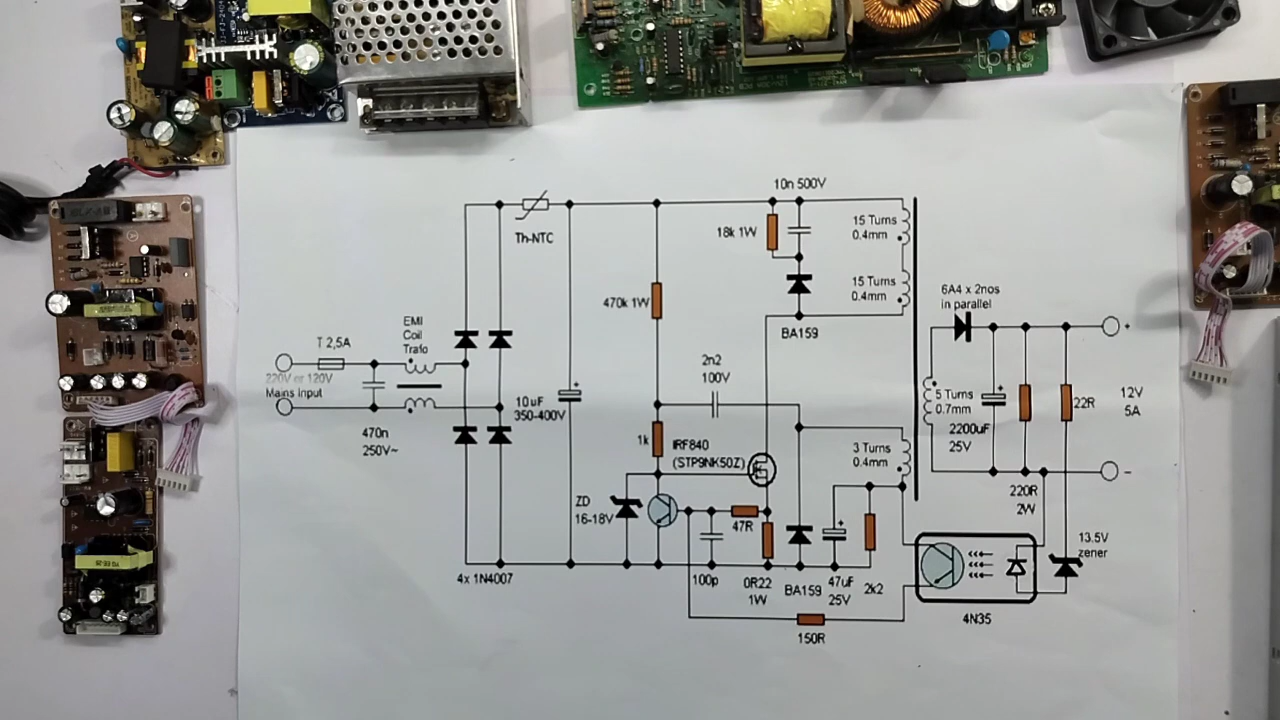 10n 500V
Th-NTC
18k 1W
15 Turns
0.4mm
15 Turns
0.4mm
470k 1W
BA159
6A4 x 2nos
in parallel
+
T 2,5A
EMI
Coil
Trafo
220V or 120V
Mains Input
2n2
100V
10uF
350-400V
+
470n
250V~
1k
IRF840
(STP9NK50Z)
3 Turns
0.4mm
5 Turns
0.7mm
+
2200uF
25V
22R
12V
5A
−
220R
2W
ZD
16-18V
47R
+
13.5V
zener
4x 1N4007
100p
0R22
1W
BA159
47uF
25V
2k2
150R
4N35